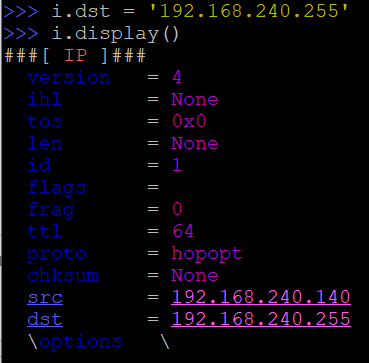 >>> i.dst = '192.168.240.255'
>>> i.display()
###[ IP ]###
  version   = 4
  ihl       = None
  tos       = 0x0
  len       = None
  id        = 1
  flags     =
  frag      = 0
  ttl       = 64
  proto     = hopopt
  chksum    = None
  src       = 192.168.240.140
  dst       = 192.168.240.255
  \options   \